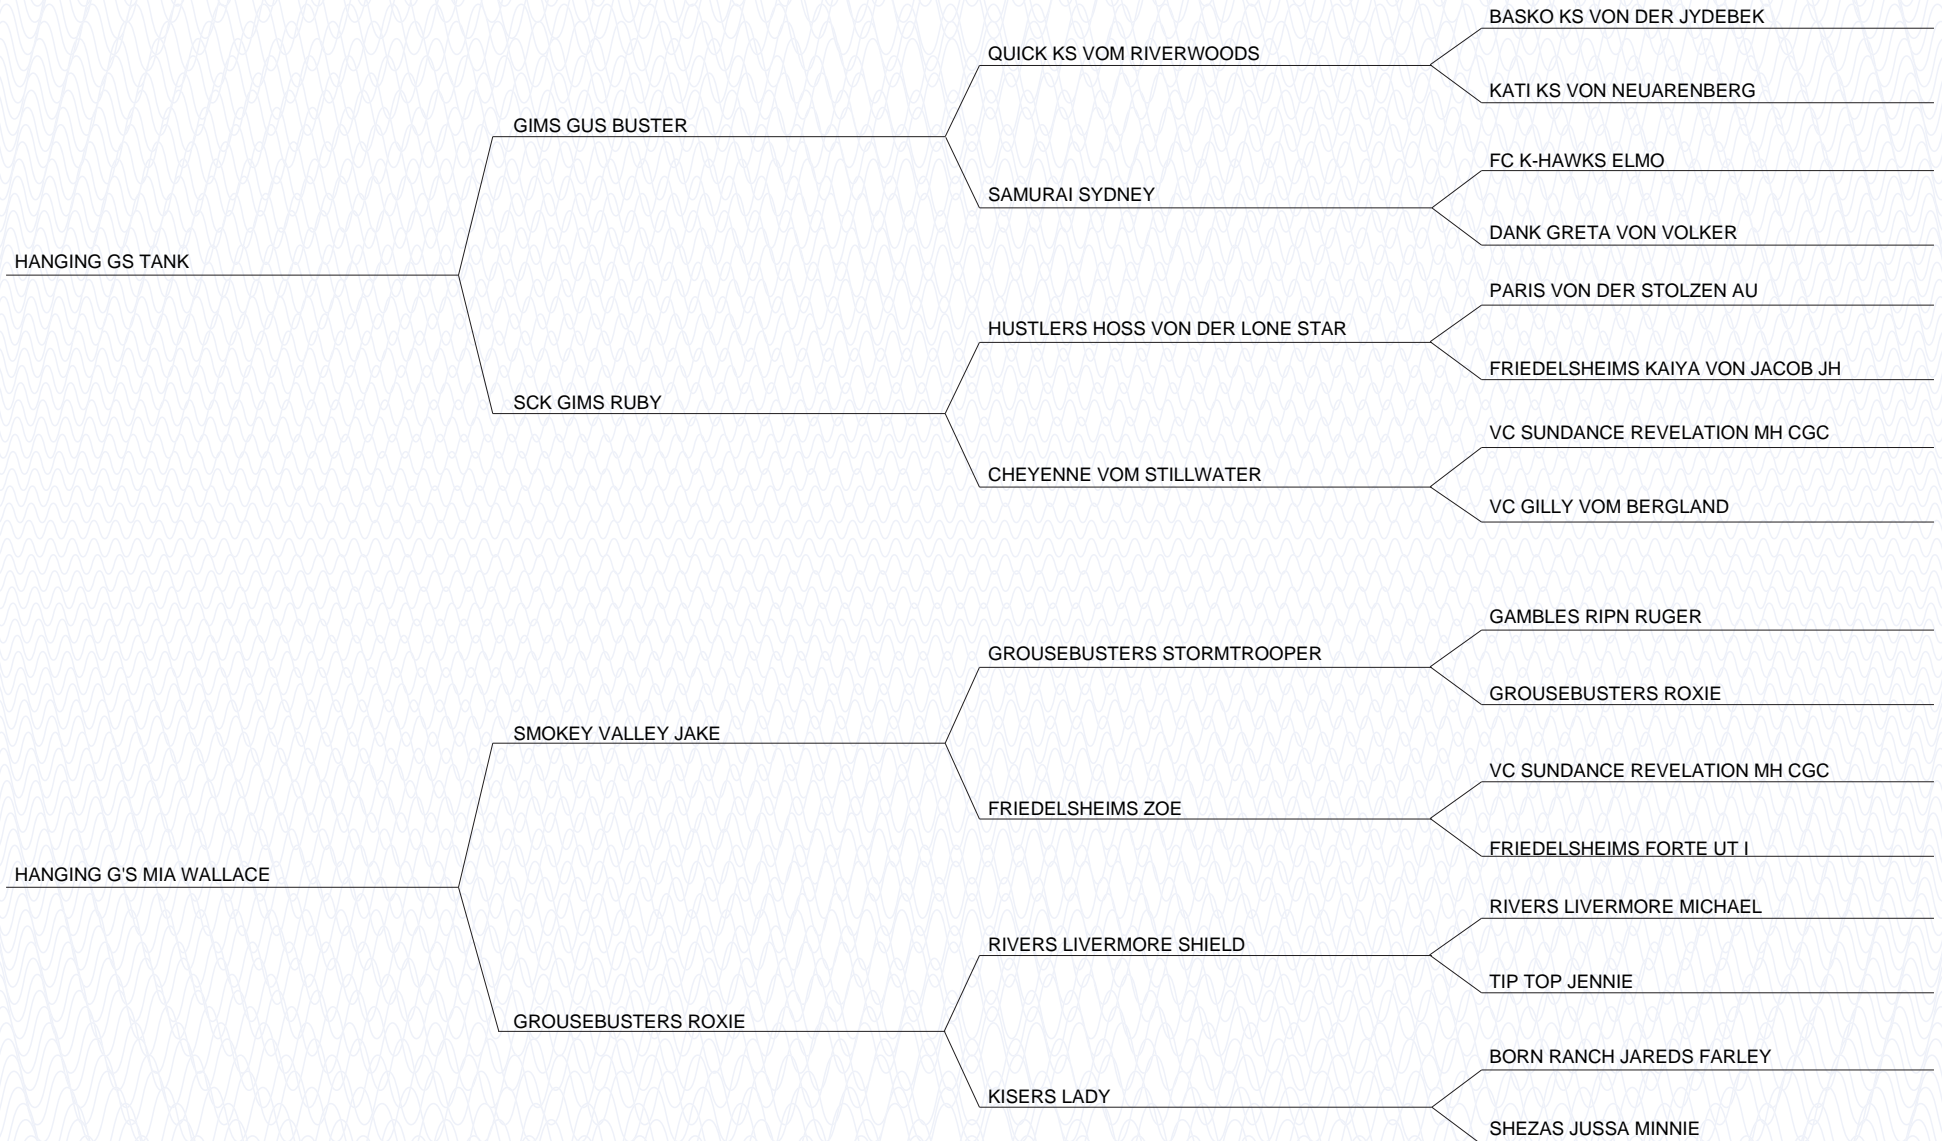 BASKO KS VON DER JYDEBEK
QUICK KS VOM RIVERWOODS
KATI KS VON NEUARENBERG
GIMS GUS BUSTER
FC K-HAWKS ELMO
SAMURAI SYDNEY
DANK GRETA VON VOLKER
HANGING GS TANK
PARIS VON DER STOLZEN AU
HUSTLERS HOSS VON DER LONE STAR
FRIEDELSHEIMS KAIYA VON JACOB JH
SCK GIMS RUBY
VC SUNDANCE REVELATION MH CGC
CHEYENNE VOM STILLWATER
VC GILLY VOM BERGLAND
GAMBLES RIPN RUGER
GROUSEBUSTERS STORMTROOPER
GROUSEBUSTERS ROXIE
SMOKEY VALLEY JAKE
VC SUNDANCE REVELATION MH CGC
FRIEDELSHEIMS ZOE
FRIEDELSHEIMS FORTE UT I
HANGING G'S MIA WALLACE
RIVERS LIVERMORE MICHAEL
RIVERS LIVERMORE SHIELD
TIP TOP JENNIE
GROUSEBUSTERS ROXIE
BORN RANCH JAREDS FARLEY
KISERS LADY
SHEZAS JUSSA MINNIE